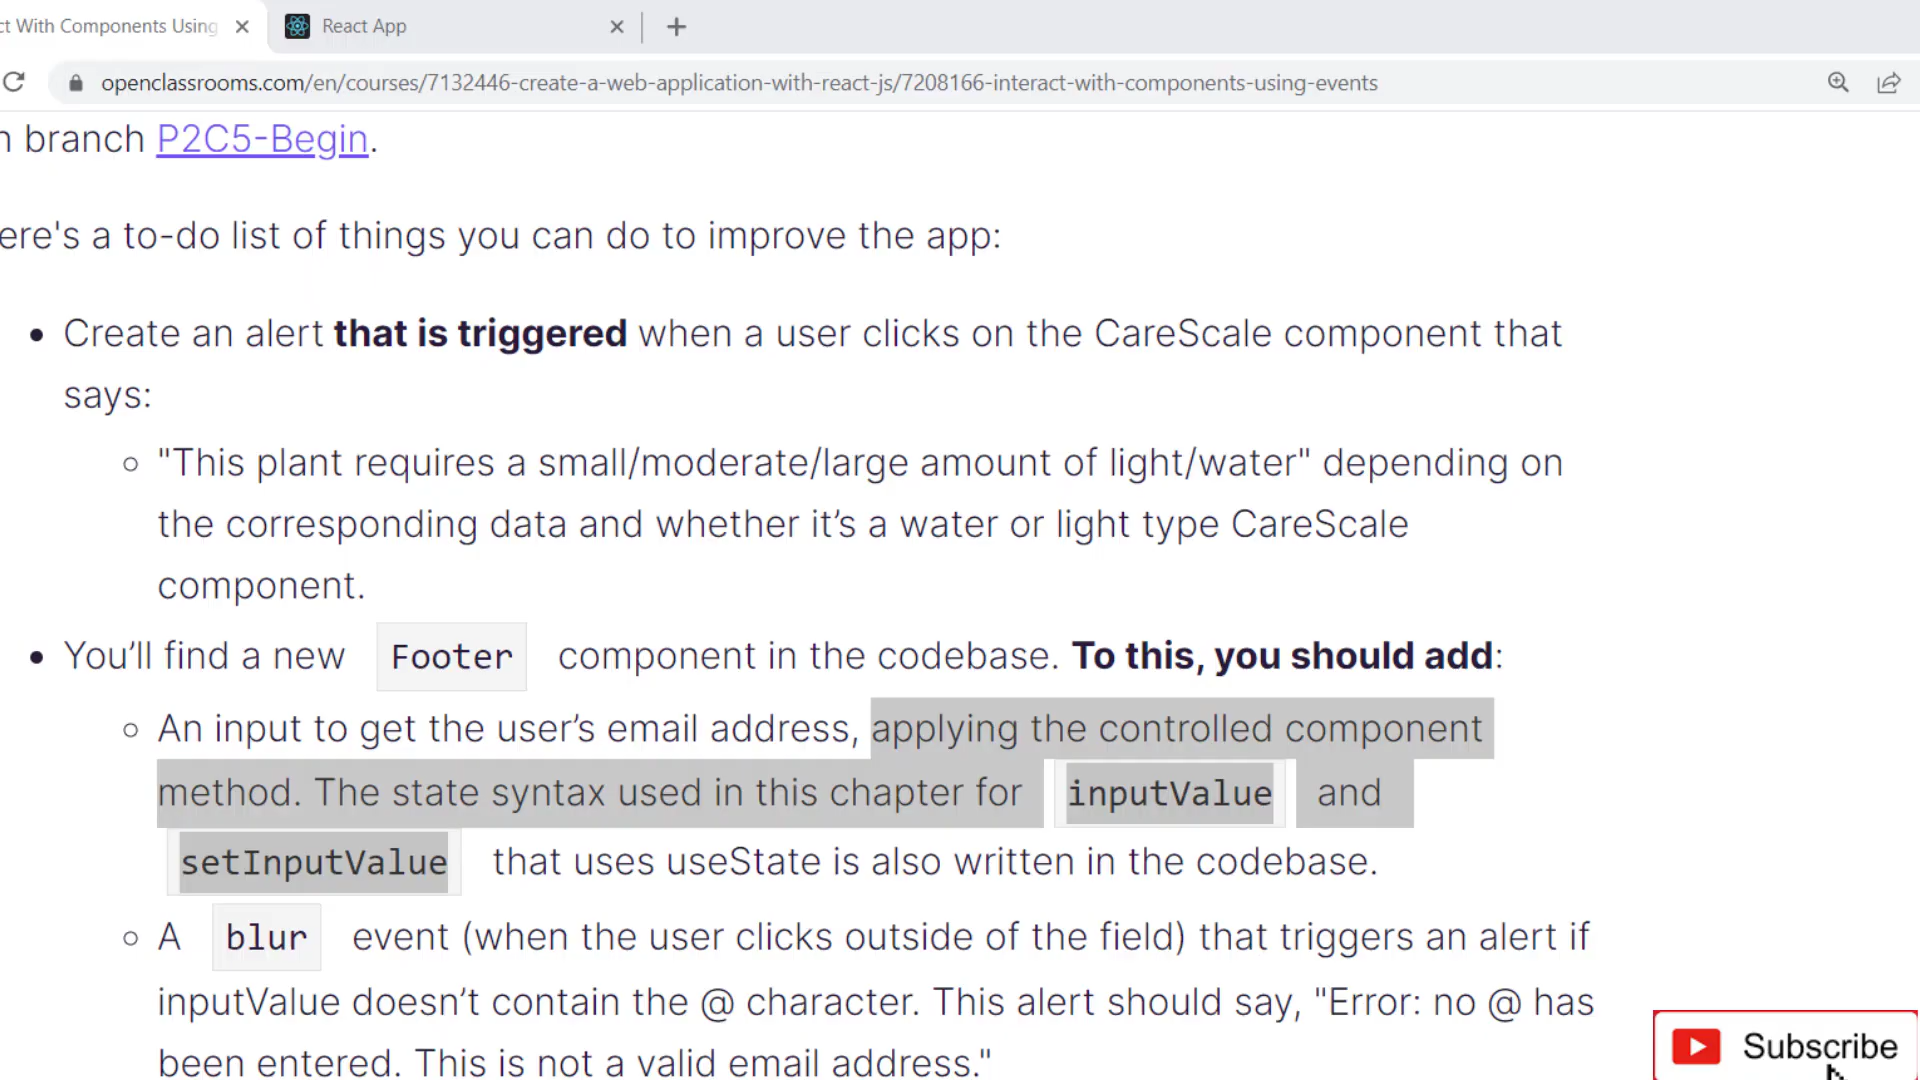 ct With Components Using
React App
openclassrooms.com/en/courses/7132446-create-a-web-application-with-react-js/7208166-interact-with-components-using-events
n branch P2C5-Begin.
ere's a to-do list of things you can do to improve the app:
Create an alert that is triggered when a user clicks on the CareScale component that
says:
"This plant requires a small/moderate/large amount of light/water" depending on
the corresponding data and whether it’s a water or light type CareScale
component.
You’ll find a new Footer component in the codebase. To this, you should add:
An input to get the user’s email address, applying the controlled component
method. The state syntax used in this chapter for inputValue and
setInputValue that uses useState is also written in the codebase.
A blur event (when the user clicks outside of the field) that triggers an alert if
inputValue doesn’t contain the @ character. This alert should say, "Error: no @ has
been entered. This is not a valid email address."
Subscribe